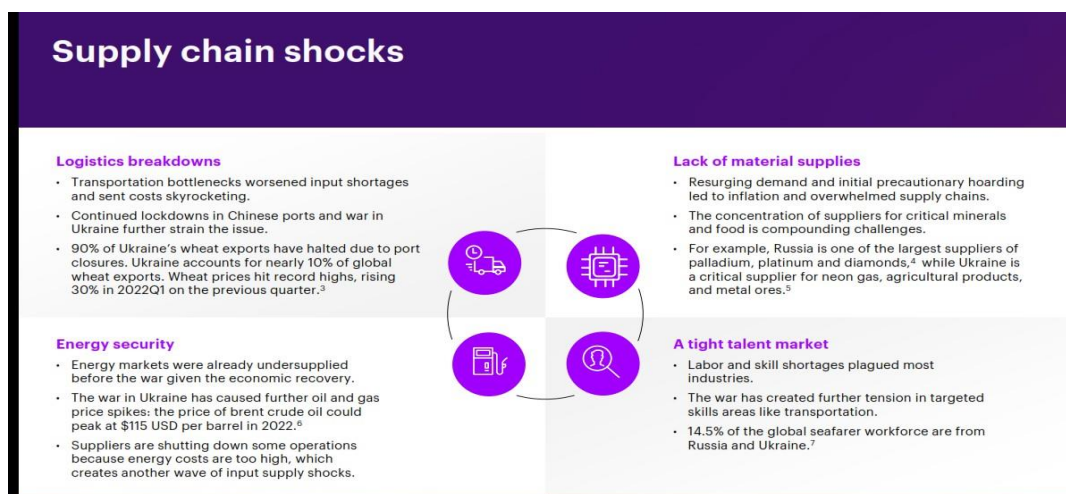 Supply chain shocks
Logistics breakdowns
• Transportation bottlenecks worsened input shortages
and sent costs skyrocketing.
• Continued lockdowns in Chinese ports and war in
Ukraine further strain the issue.
• 90% of Ukraine’s wheat exports have halted due to port
closures. Ukraine accounts for nearly 10% of global
wheat exports. Wheat prices hit record highs, rising
30% in 2022Q1 on the previous quarter.³
Lack of material supplies
• Resurging demand and initial precautionary hoarding
led to inflation and overwhelmed supply chains.
• The concentration of suppliers for critical minerals
and food is compounding challenges.
• For example, Russia is one of the largest suppliers of
palladium, platinum and diamonds,⁴ while Ukraine is
a critical supplier for neon gas, agricultural products,
and metal ores.⁵
Energy security
• Energy markets were already undersupplied
before the war given the economic recovery.
• The war in Ukraine has caused further oil and gas
price spikes: the price of brent crude oil could
peak at $115 USD per barrel in 2022.⁶
• Suppliers are shutting down some operations
because energy costs are too high, which
creates another wave of input supply shocks.
A tight talent market
• Labor and skill shortages plagued most
industries.
• The war has created further tension in targeted
skills areas like transportation.
• 14.5% of the global seafarer workforce are from
Russia and Ukraine.⁷